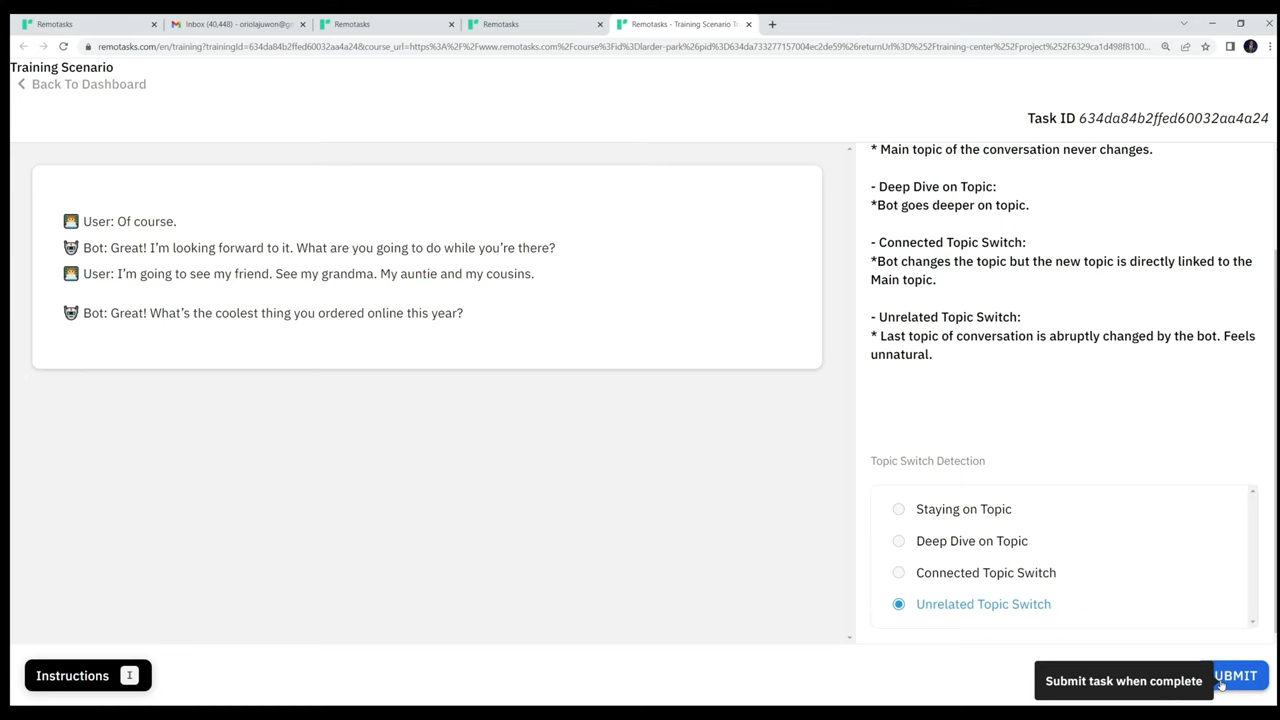 Remotasks
Inbox (40,448) - oriolajuwon@g
Remotasks
Remotasks
Remotasks - Training Scenario T
remotasks.com/en/training?trainingId=634da84b2ffed60032aa4a24&course_url=https%3A%2F%2Fwww.remotasks.com%2Fcourse%3Fid%3Dlarder-park%26pid%3D634da733277157004ec2de59%26returnUrl%3D%252Ftraining-center%252Fproject%252F6329ca1d498f8100...
Training Scenario
Back To Dashboard
Task ID 634da84b2ffed60032aa4a24
User: Of course.
Bot: Great! I’m looking forward to it. What are you going to do while you’re there?
User: I’m going to see my friend. See my grandma. My auntie and my cousins.
Bot: Great! What’s the coolest thing you ordered online this year?
* Main topic of the conversation never changes.
- Deep Dive on Topic:
*Bot goes deeper on topic.
- Connected Topic Switch:
*Bot changes the topic but the new topic is directly linked to the
Main topic.
- Unrelated Topic Switch:
* Last topic of conversation is abruptly changed by the bot. Feels
unnatural.
Topic Switch Detection
Staying on Topic
Deep Dive on Topic
Connected Topic Switch
Unrelated Topic Switch
Instructions I
Submit task when complete
UBMIT